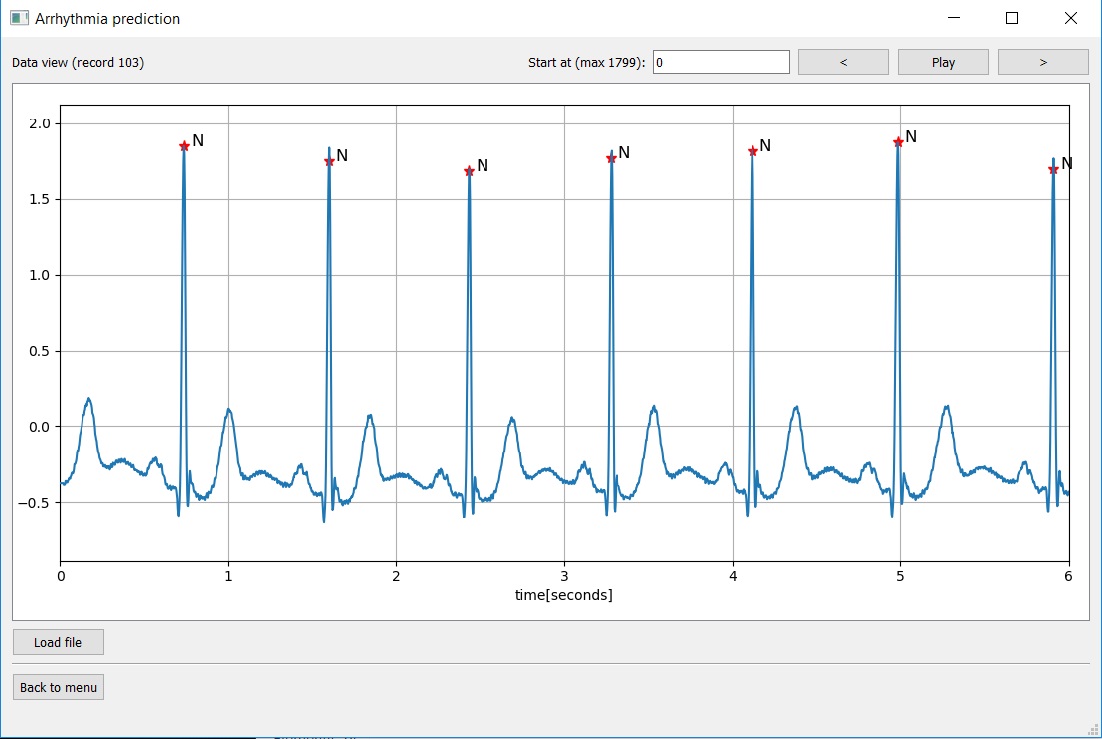 Arrhythmia prediction
Data view (record 103) Start at (max 1799): 0 < Play >
2.0
N N N N N N N
1.5
1.0
0.5
0.0
−0.5
0 1 2 3 4 5 6
time[seconds]
Load file
Back to menu